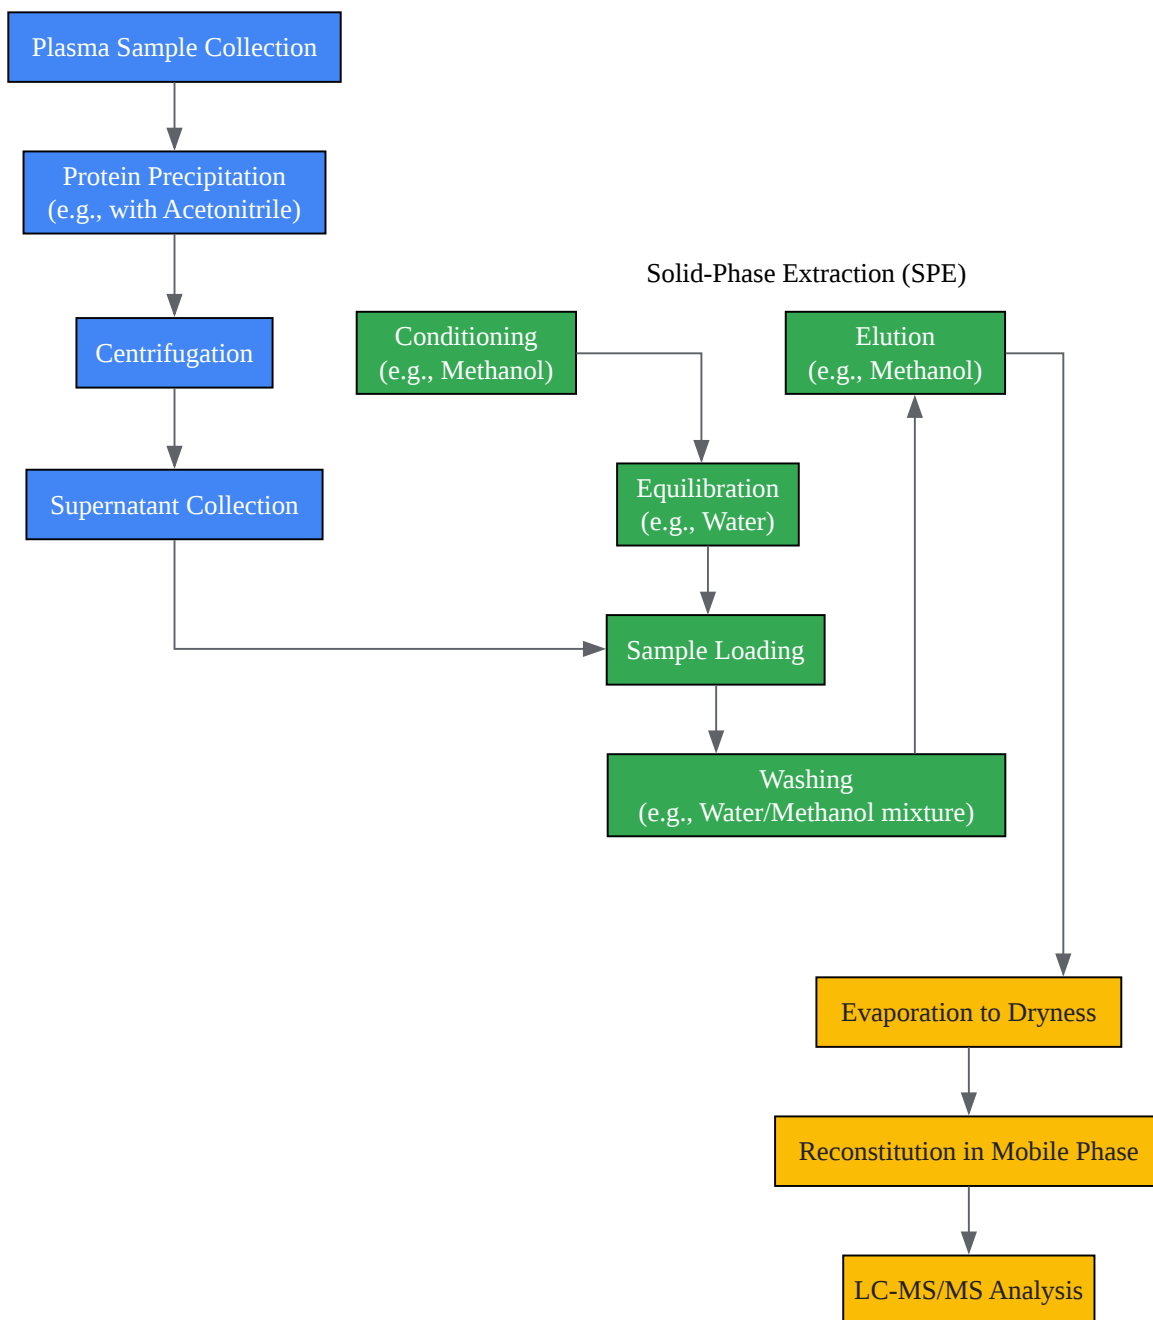 Plasma Sample Collection
Protein Precipitation
(e.g., with Acetonitrile)
Centrifugation
Supernatant Collection
Solid-Phase Extraction (SPE)
Conditioning
(e.g., Methanol)
Equilibration
(e.g., Water)
Sample Loading
Washing
(e.g., Water/Methanol mixture)
Elution
(e.g., Methanol)
Evaporation to Dryness
Reconstitution in Mobile Phase
LC-MS/MS Analysis